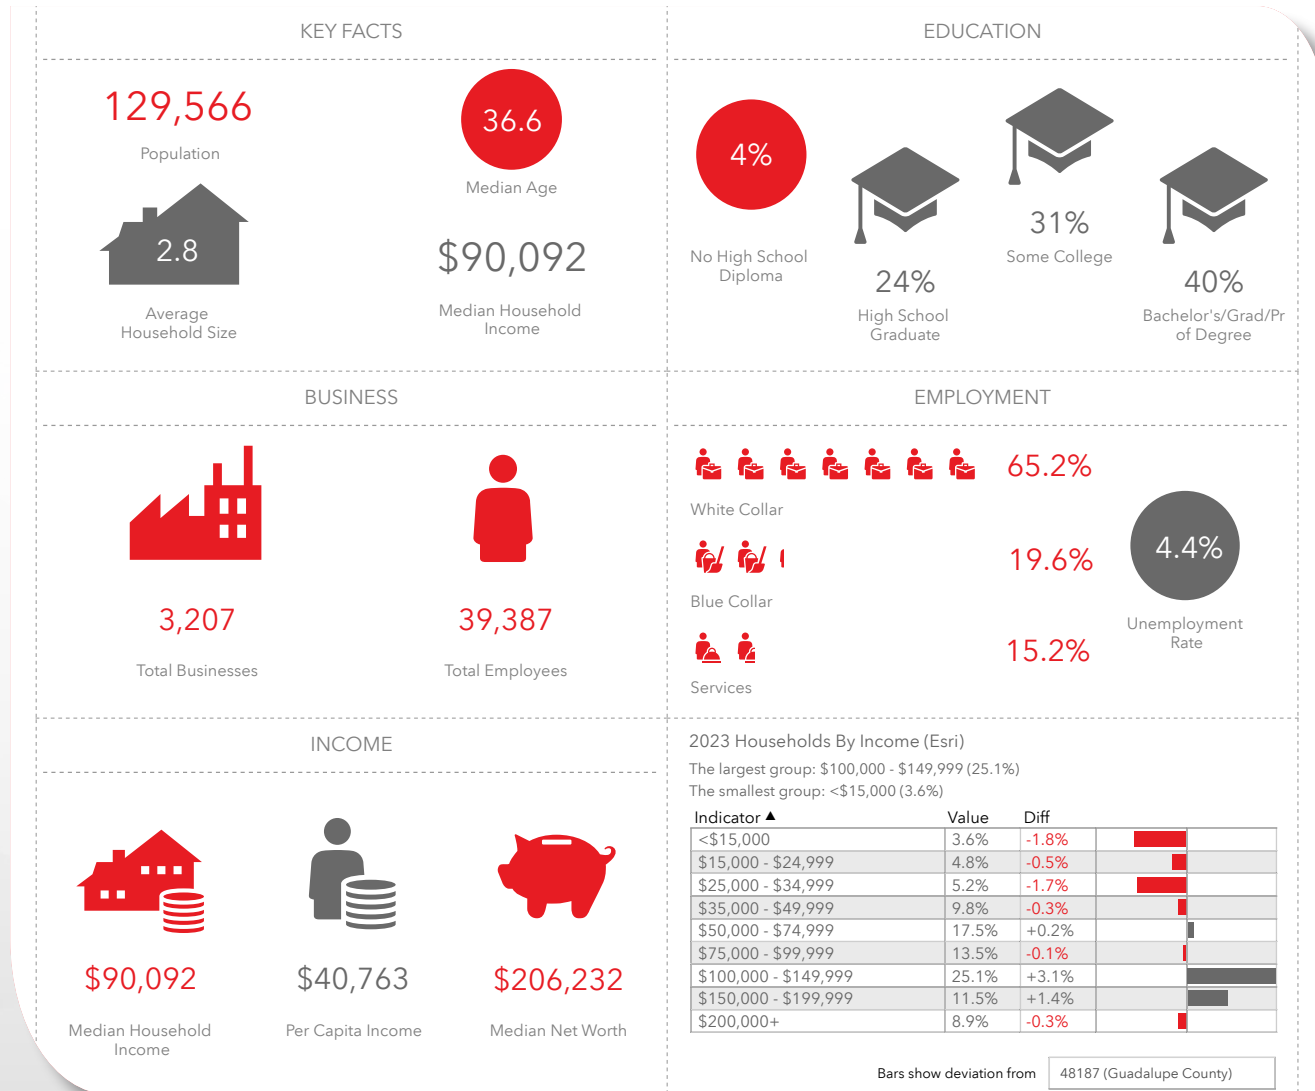 KEY FACTS
129,566
Population
36.6
Median Age
2.8
Average
Household Size
$90,092
Median Household
Income
EDUCATION
4%
No High School
Diploma
24%
High School
Graduate
31%
Some College
40%
Bachelor's/Grad/Pr
of Degree
BUSINESS
3,207
Total Businesses
39,387
Total Employees
EMPLOYMENT
65.2%
White Collar
19.6%
Blue Collar
15.2%
Services
4.4%
Unemployment
Rate
INCOME
$90,092
Median Household
Income
$40,763
Per Capita Income
$206,232
Median Net Worth
2023 Households By Income (Esri)
The largest group: $100,000 - $149,999 (25.1%)
The smallest group: <$15,000 (3.6%)
Indicator ▲ Value Diff
<$15,000 3.6% -1.8%
$15,000 - $24,999 4.8% -0.5%
$25,000 - $34,999 5.2% -1.7%
$35,000 - $49,999 9.8% -0.3%
$50,000 - $74,999 17.5% +0.2%
$75,000 - $99,999 13.5% -0.1%
$100,000 - $149,999 25.1% +3.1%
$150,000 - $199,999 11.5% +1.4%
$200,000+ 8.9% -0.3%
Bars show deviation from 48187 (Guadalupe County)